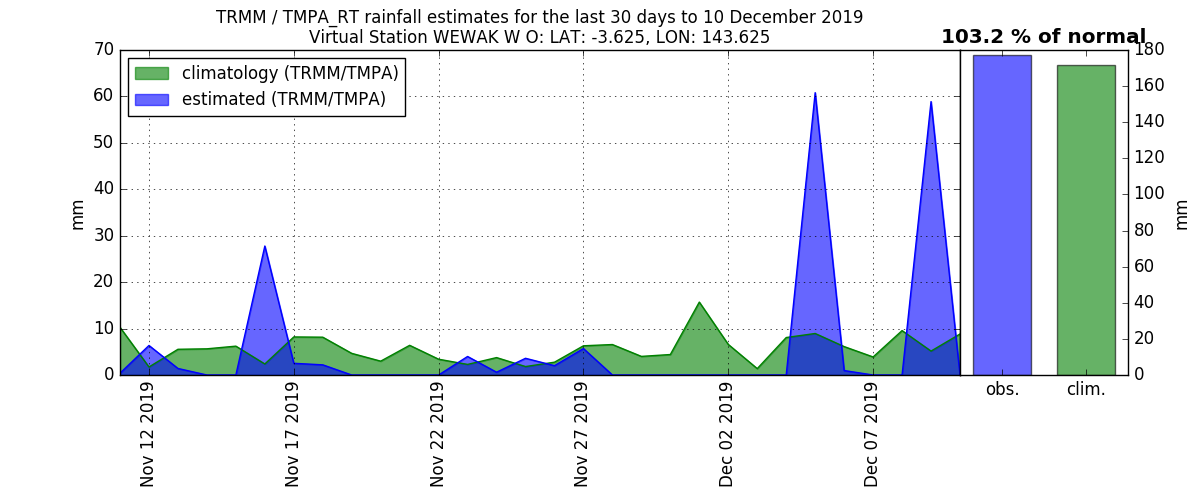 TRMM / TMPA_RT rainfall estimates for the last 30 days to 10 December 2019
Virtual Station WEWAK W O: LAT: -3.625, LON: 143.625
103.2 % of normal
climatology (TRMM/TMPA)
estimated (TRMM/TMPA)
mm
70
60
50
40
30
20
10
0
Nov 12 2019
Nov 17 2019
Nov 22 2019
Nov 27 2019
Dec 02 2019
Dec 07 2019
obs.
clim.
180
160
140
120
100
80
60
40
20
0
mm